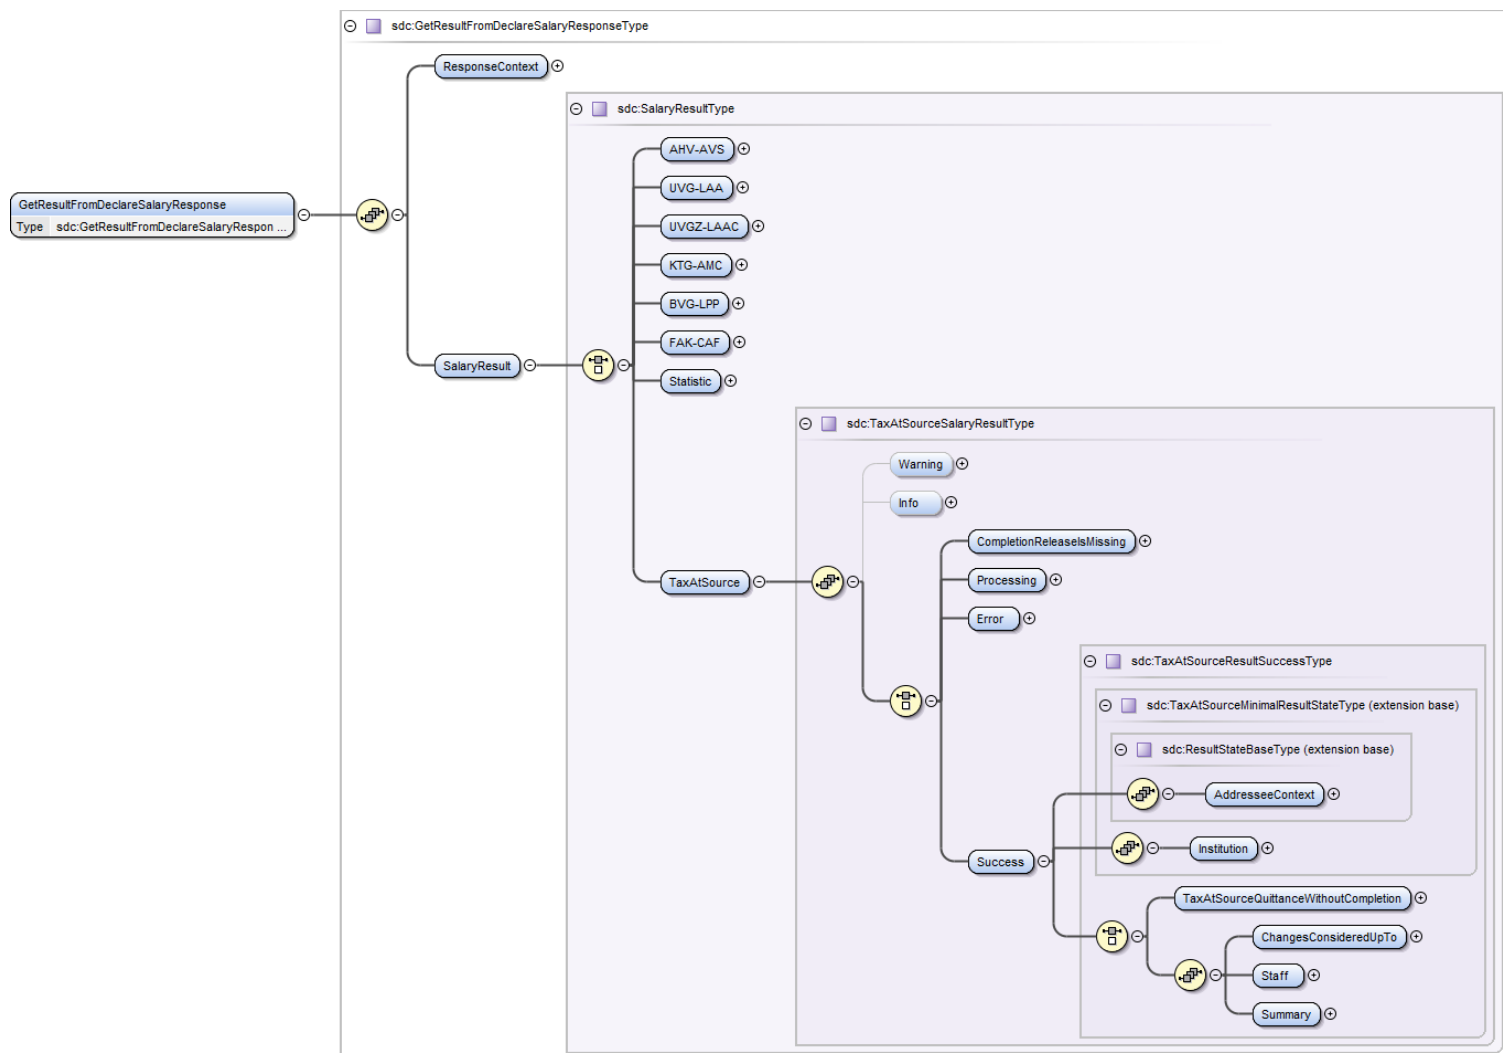 sdc:GetResultFromDeclareSalaryResponseType
ResponseContext
sdc:SalaryResultType
AHV-AVS
UVG-LAA
GetResultFromDeclareSalaryResponse
Type sdc:GetResultFromDeclareSalaryRespon ...
UVGZ-LAAC
KTG-AMC
BVG-LPP
FAK-CAF
SalaryResult
Statistic
sdc:TaxAtSourceSalaryResultType
Warning
Info
CompletionReleaseIsMissing
TaxAtSource
Processing
Error
sdc:TaxAtSourceResultSuccessType
sdc:TaxAtSourceMinimalResultStateType (extension base)
sdc:ResultStateBaseType (extension base)
AddresseeContext
Institution
Success
TaxAtSourceQuittanceWithoutCompletion
ChangesConsideredUpTo
Staff
Summary